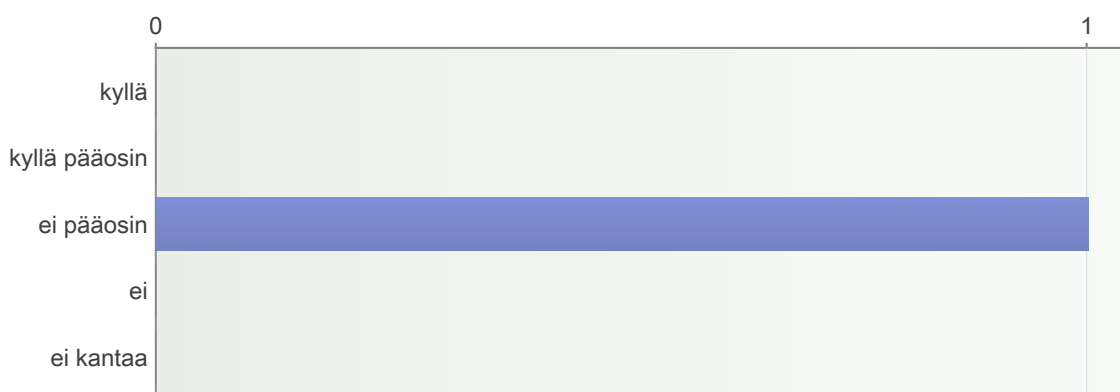 0 1
kyllä
kyllä pääosin
ei pääosin
ei
ei kantaa